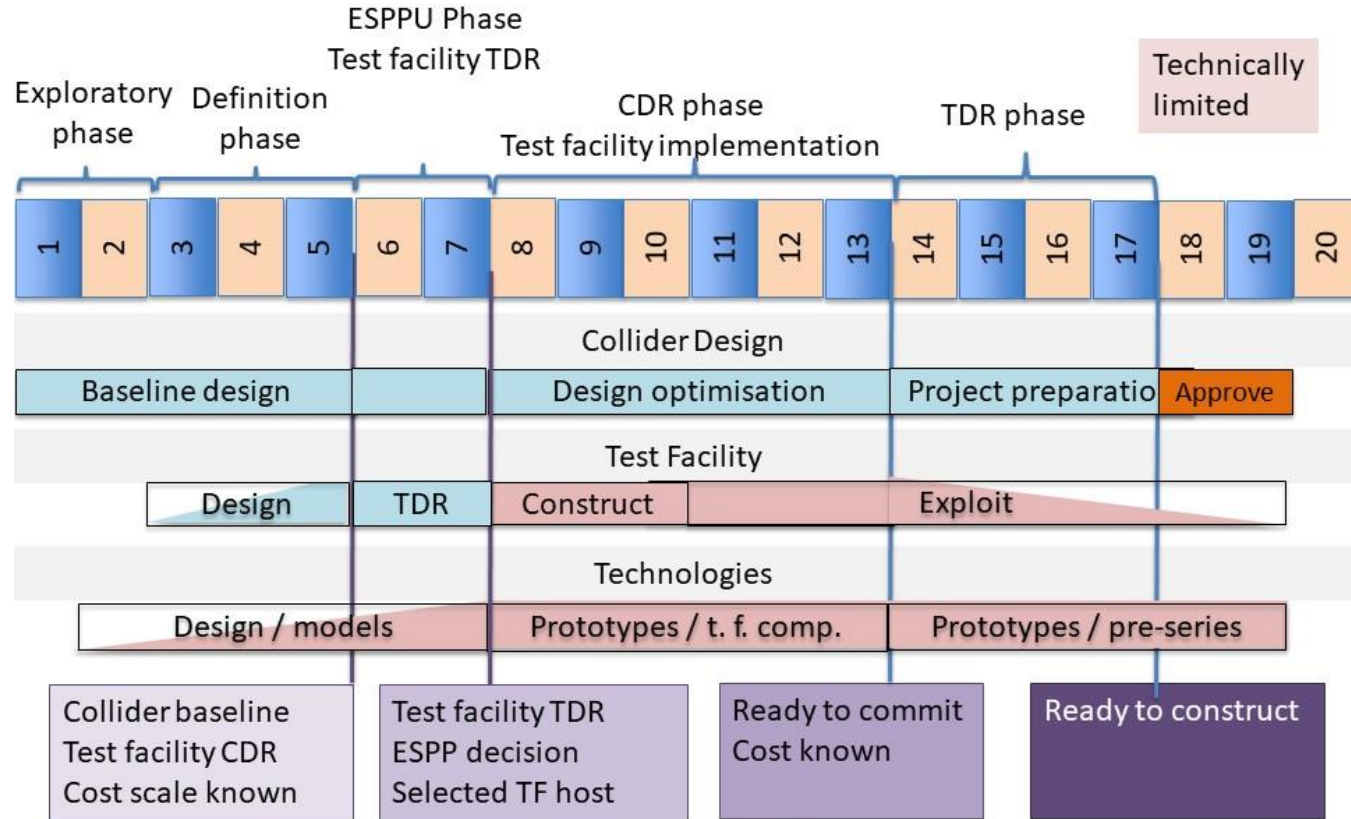 ESPPU Phase
Test facility TDR
Technically
limited
Exploratory
phase
Definition
phase
CDR phase
Test facility implementation
TDR phase
1 2 3 4 5 6 7 8 9 10 11 12 13 14 15 16 17 18 19 20
Collider Design
Baseline design
Design optimisation
Project preparatio
Approve
Test Facility
Design
TDR
Construct
Exploit
Technologies
Design / models
Prototypes / t. f. comp.
Prototypes / pre-series
Collider baseline
Test facility CDR
Cost scale known
Test facility TDR
ESPP decision
Selected TF host
Ready to commit
Cost known
Ready to construct